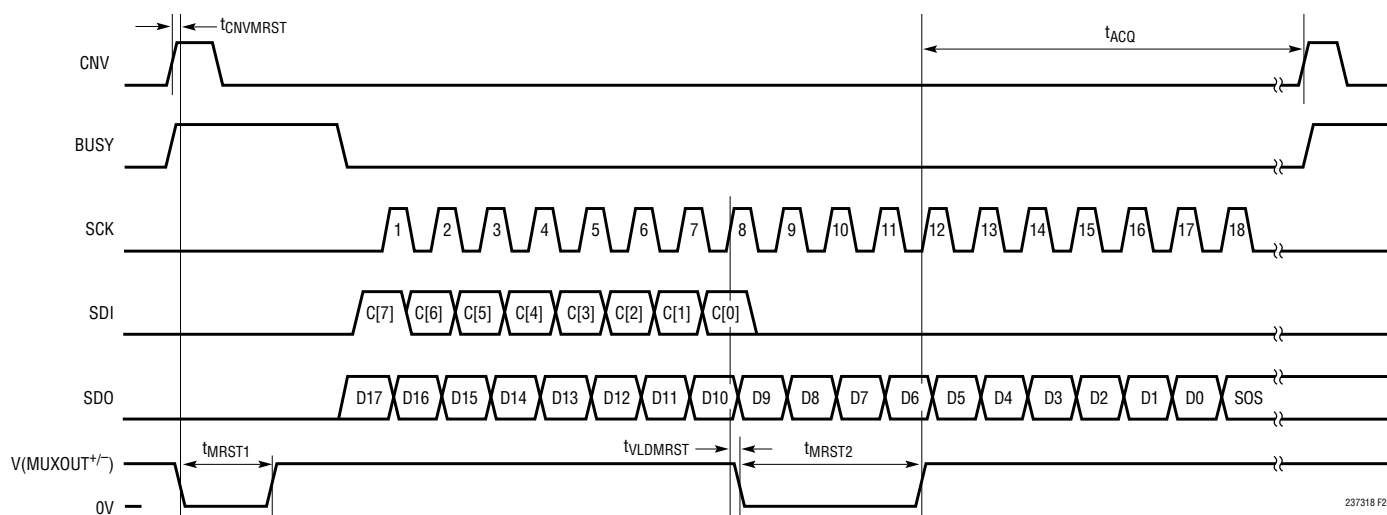 tCNVMRST
tACQ
CNV
BUSY
SCK
1 2 3 4 5 6 7 8 9 10 11 12 13 14 15 16 17 18
SDI
C[7] C[6] C[5] C[4] C[3] C[2] C[1] C[0]
SDO
D17 D16 D15 D14 D13 D12 D11 D10 D9 D8 D7 D6 D5 D4 D3 D2 D1 D0 SOS
tMRST1
tVLDMRST
tMRST2
V(MUXOUT+/–)
0V
237318 F2